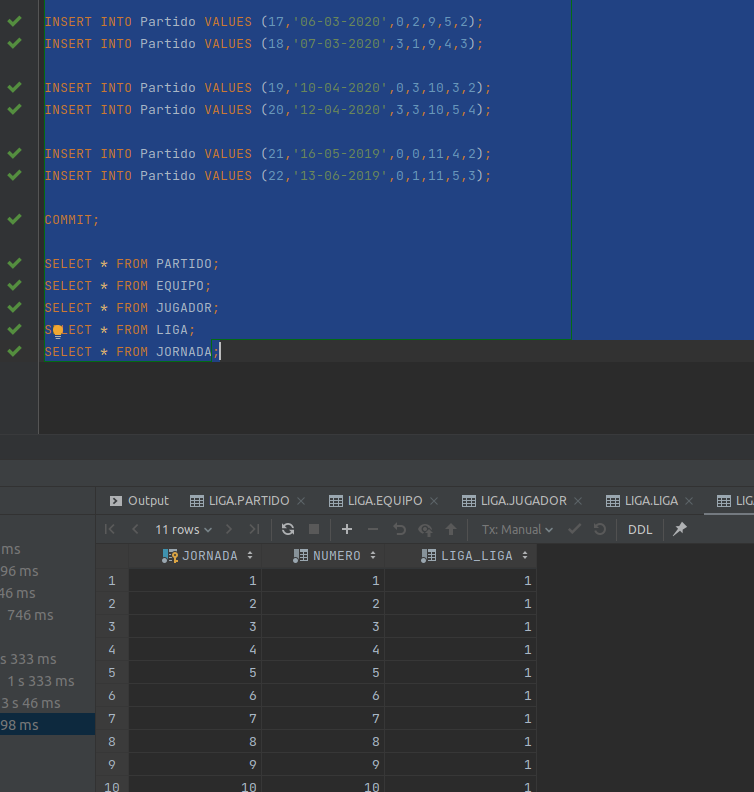 INSERT INTO Partido VALUES (17,'06-03-2020',0,2,9,5,2);
INSERT INTO Partido VALUES (18,'07-03-2020',3,1,9,4,3);
INSERT INTO Partido VALUES (19,'10-04-2020',0,3,10,3,2);
INSERT INTO Partido VALUES (20,'12-04-2020',3,3,10,5,4);
INSERT INTO Partido VALUES (21,'16-05-2019',0,0,11,4,2);
INSERT INTO Partido VALUES (22,'13-06-2019',0,1,11,5,3);
COMMIT;
SELECT * FROM PARTIDO;
SELECT * FROM EQUIPO;
SELECT * FROM JUGADOR;
SELECT * FROM LIGA;
SELECT * FROM JORNADA;
Output LIGA.PARTIDO LIGA.EQUIPO LIGA.JUGADOR LIGA.LIGA LIG
11 rows Tx: Manual DDL
JORNADA NUMERO LIGA_LIGA
1 1 1 1
2 2 2 1
3 3 3 1
4 4 4 1
5 5 5 1
6 6 6 1
7 7 7 1
8 8 8 1
9 9 9 1
10 10 10 1
ms
96 ms
46 ms
746 ms
s 333 ms
1 s 333 ms
3 s 46 ms
98 ms